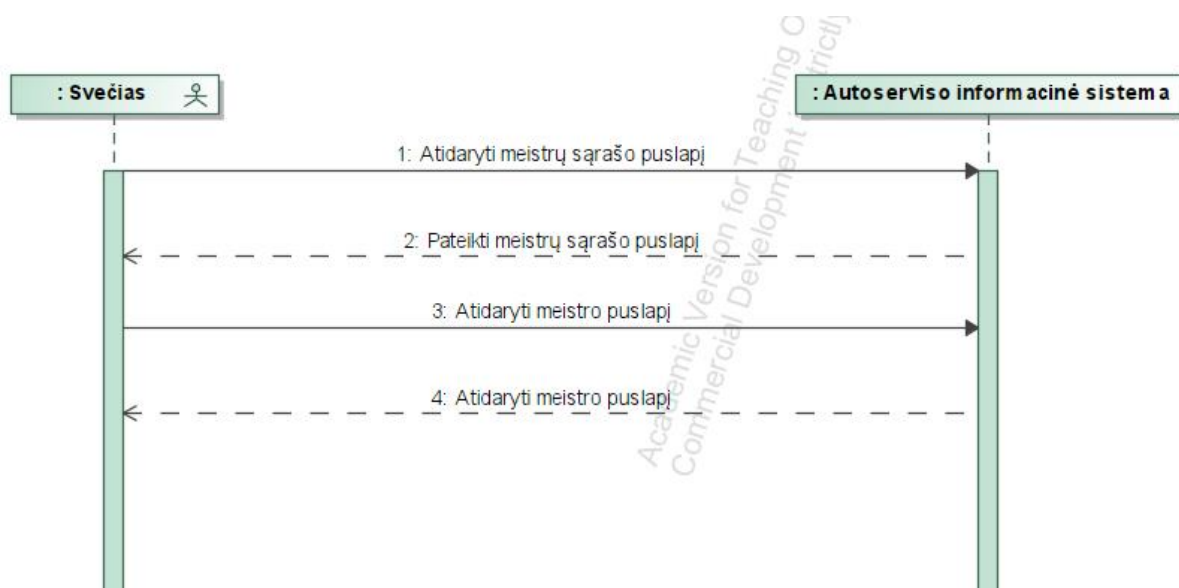 : Svečias
: Autoserviso informacinė sistema
1: Atidaryti meistrų sąrašo puslapį
2: Pateikti meistrų sąrašo puslapį
3: Atidaryti meistro puslapį
4: Atidaryti meistro puslapį
Academic Version for Teaching
Commercial Development